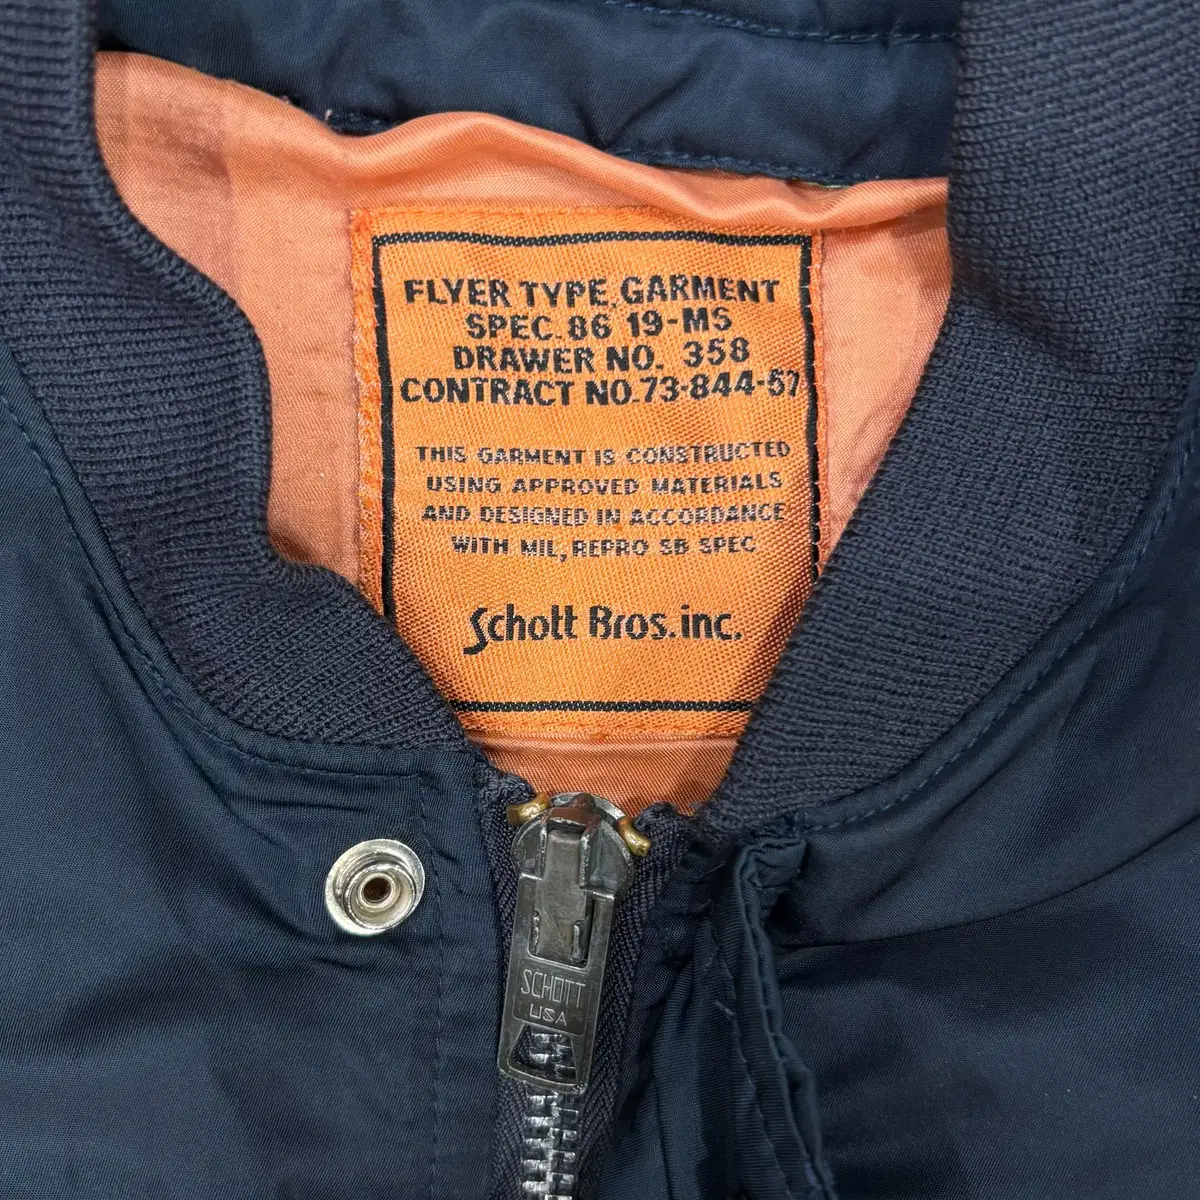 FLYER TYPE, GARMENT
SPEC. 86 19-MS
DRAWER NO. 358
CONTRACT NO. 73-844-57
THIS GARMENT IS CONSTRUCTED
USING APPROVED MATERIALS
AND DESIGNED IN ACCORDANCE
WITH MIL, REPRO SB SPEC
Schott Bros. inc.
SCHOTT
USA